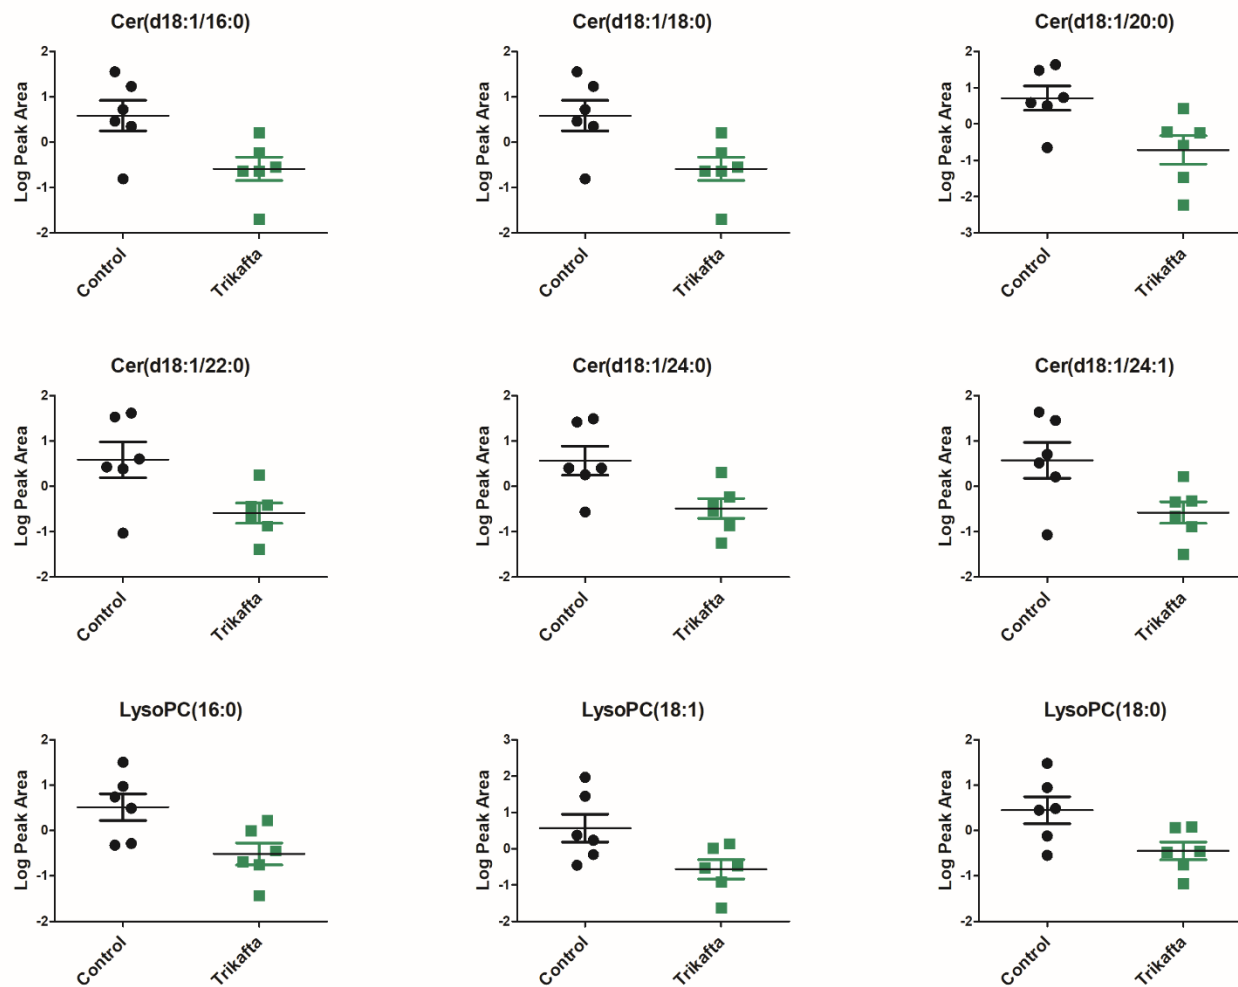 Cer(d18:1/16:0)
Log Peak Area
2
1
0
-1
-2
Control
Trikafta
Cer(d18:1/18:0)
Log Peak Area
2
1
0
-1
-2
Control
Trikafta
Cer(d18:1/20:0)
Log Peak Area
2
1
0
-1
-2
-3
Control
Trikafta
Cer(d18:1/22:0)
Log Peak Area
2
1
0
-1
-2
Control
Trikafta
Cer(d18:1/24:0)
Log Peak Area
2
1
0
-1
-2
Control
Trikafta
Cer(d18:1/24:1)
Log Peak Area
2
1
0
-1
-2
Control
Trikafta
LysoPC(16:0)
Log Peak Area
2
1
0
-1
-2
Control
Trikafta
LysoPC(18:1)
Log Peak Area
3
2
1
0
-1
-2
Control
Trikafta
LysoPC(18:0)
Log Peak Area
2
1
0
-1
-2
Control
Trikafta